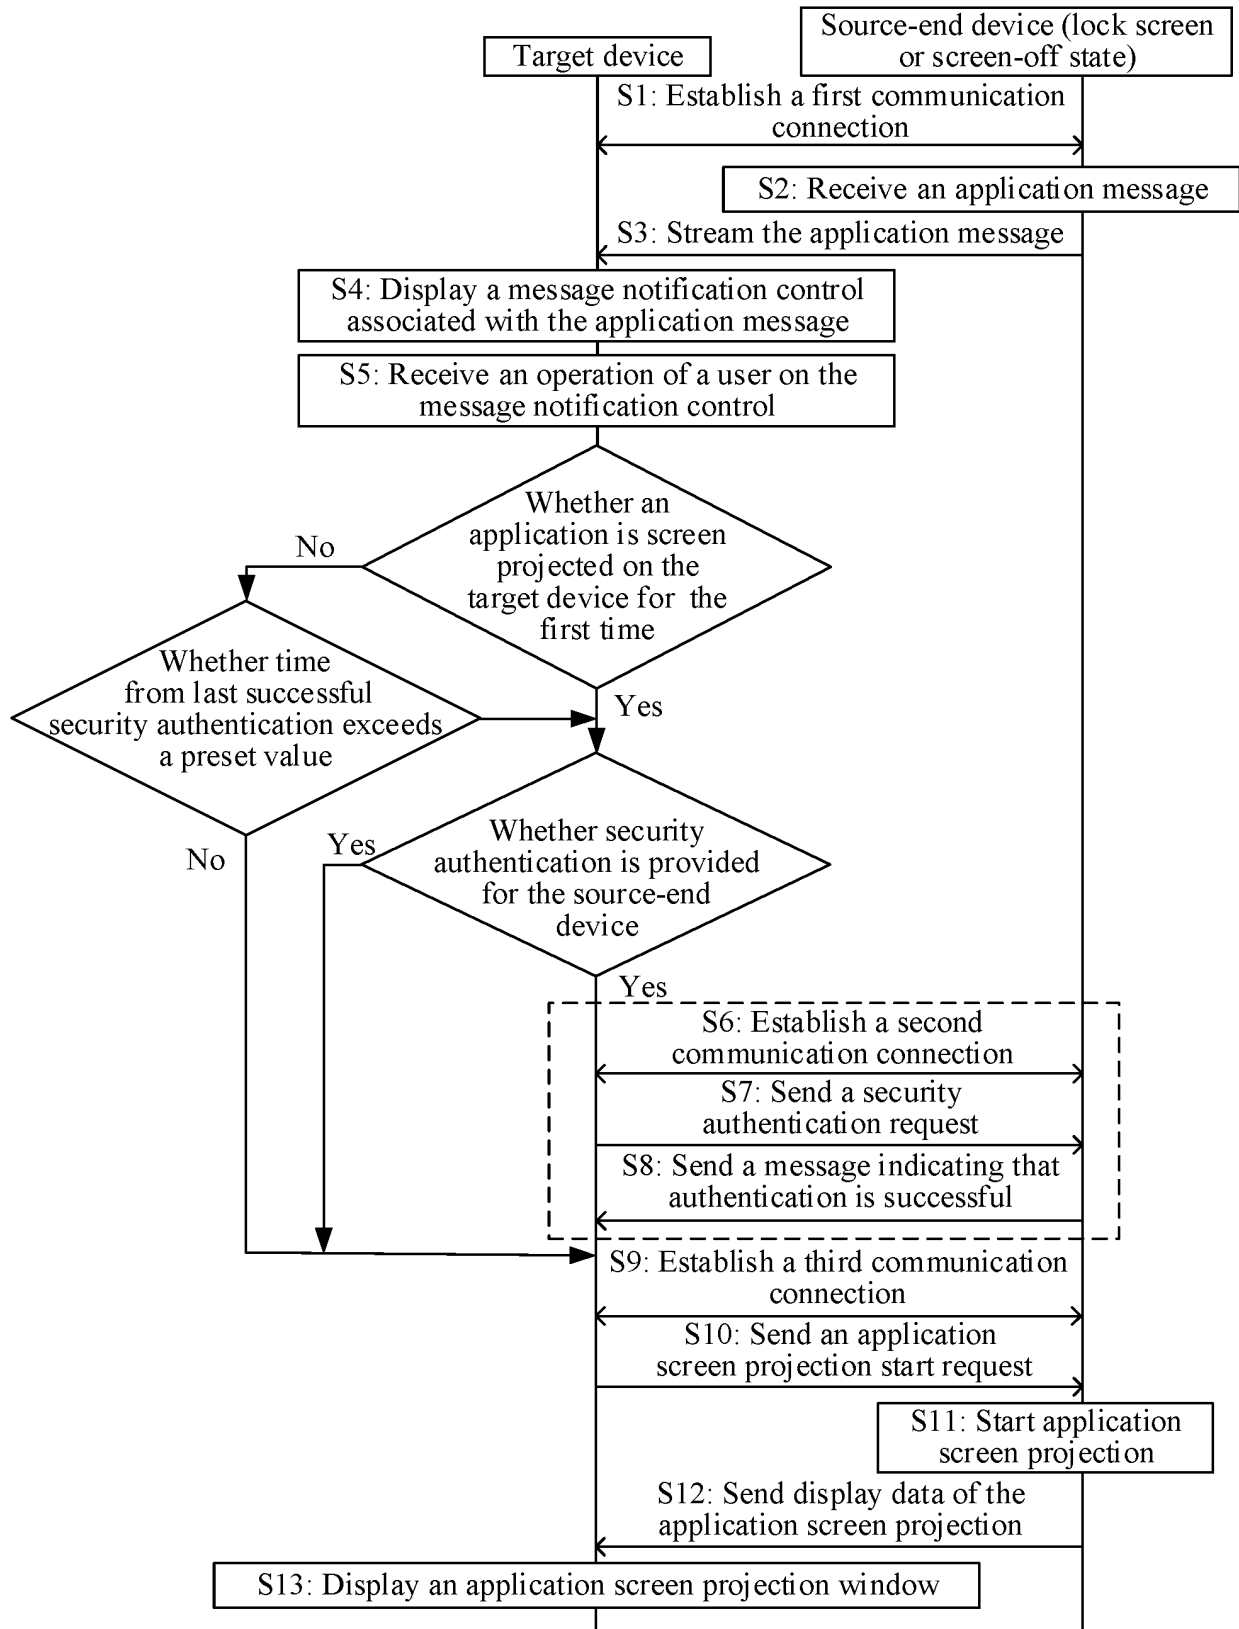 Target device
Source-end device (lock screen
or screen-off state)
S1: Establish a first communication
connection
S2: Receive an application message
S3: Stream the application message
S4: Display a message notification control
associated with the application message
S5: Receive an operation of a user on the
message notification control
Whether an
application is screen
projected on the
target device for the
first time
No
Yes
Whether time
from last successful
security authentication exceeds
a preset value
No
Whether security
authentication is provided
for the source-end
device
Yes
Yes
S6: Establish a second
communication connection
S7: Send a security
authentication request
S8: Send a message indicating that
authentication is successful
S9: Establish a third communication
connection
S10: Send an application
screen projection start request
S11: Start application
screen projection
S12: Send display data of the
application screen projection
S13: Display an application screen projection window